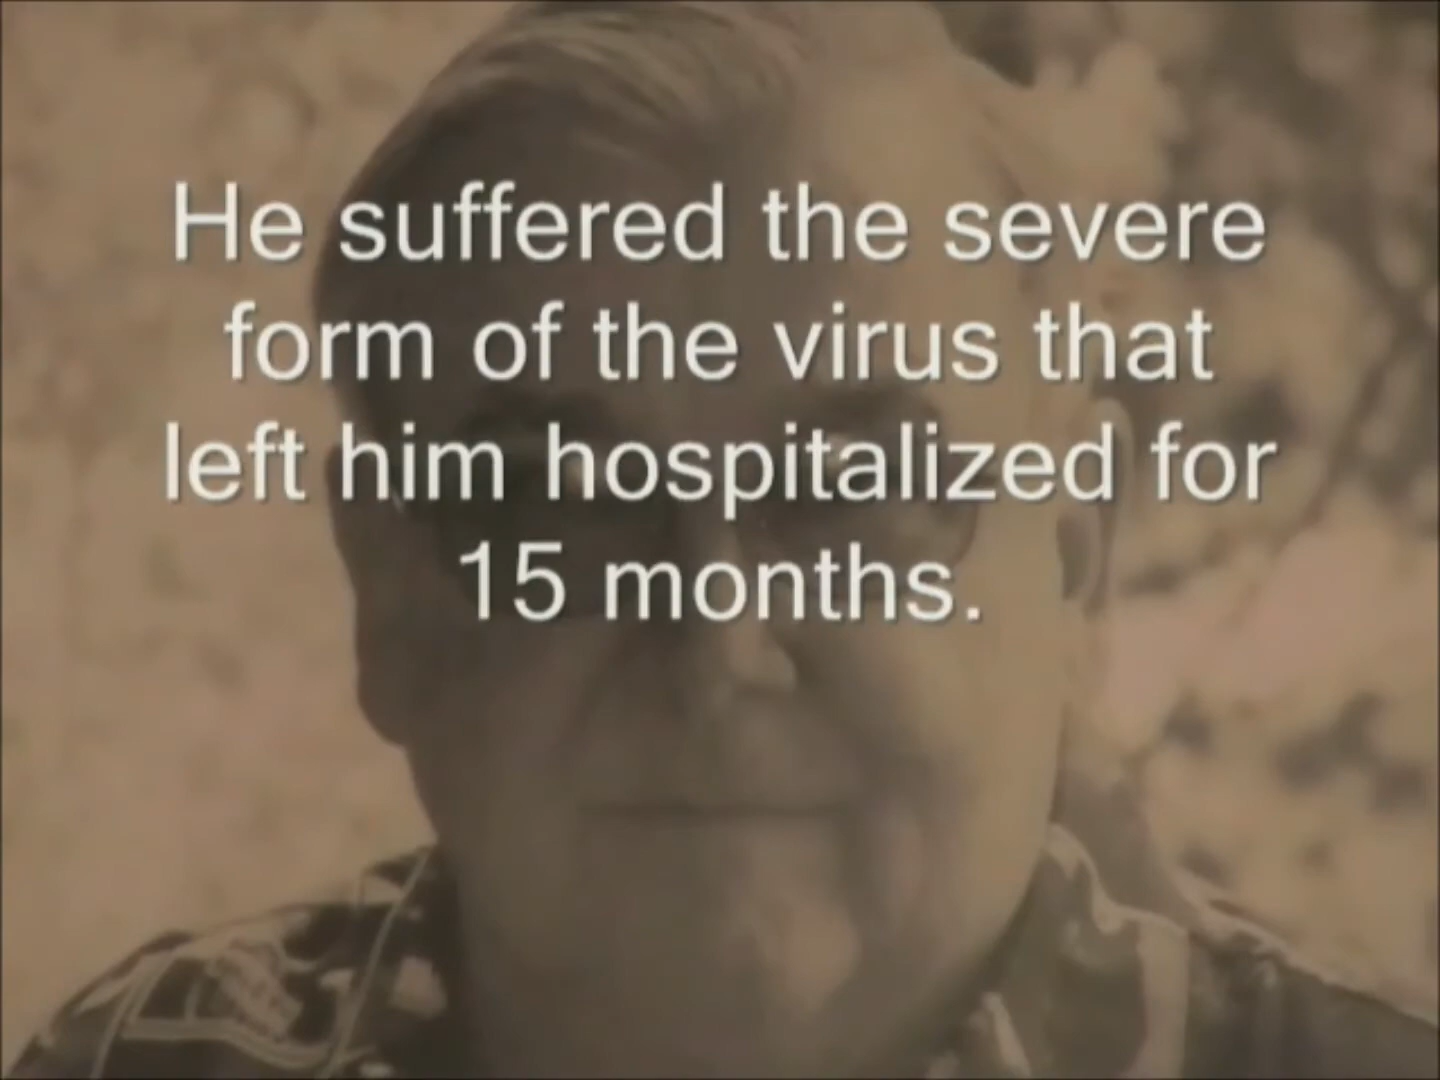 He suffered the severe
form of the virus that
left him hospitalized for
15 months.